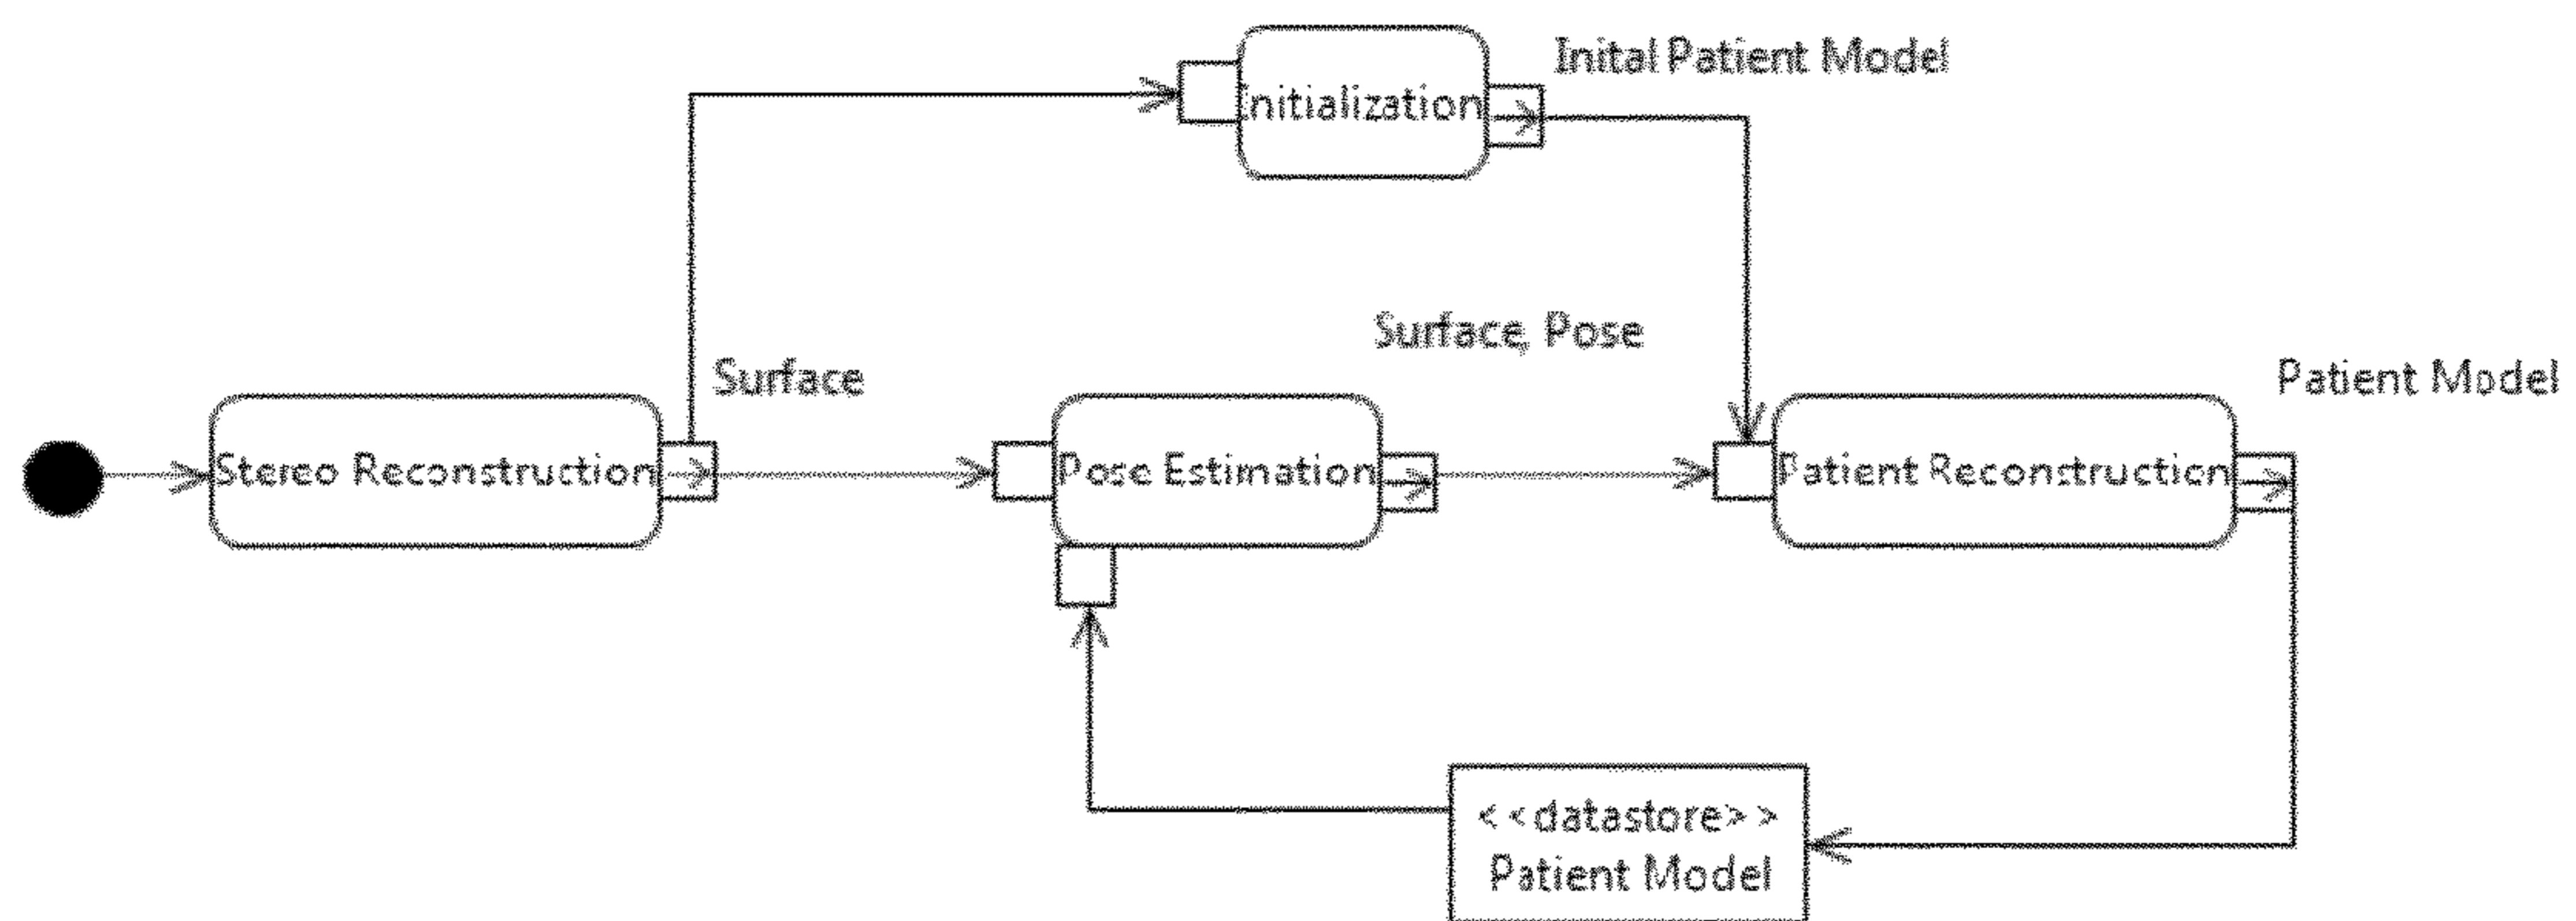 Inital Patient Model
Initialization
Surface, Pose
Surface
Patient Model
Stereo Reconstruction
Pose Estimation
Patient Reconstruction
< <datastore> >
Patient Model